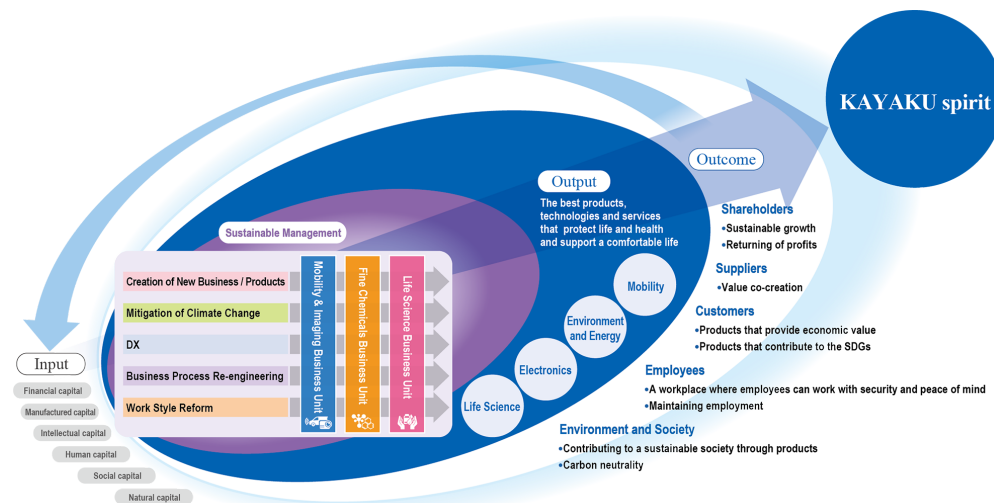 KAYAKU spirit
Outcome
Output
The best products,
technologies and services
that protect life and health
and support a comfortable life
Sustainable Management
Creation of New Business / Products
Mitigation of Climate Change
DX
Business Process Re-engineering
Work Style Reform
Mobility & Imaging Business Unit
Fine Chemicals Business Unit
Life Science Business Unit
Mobility
Environment
and Energy
Electronics
Life Science
Input
Financial capital
Manufactured capital
Intellectual capital
Human capital
Social capital
Natural capital
Shareholders
•Sustainable growth
•Returning of profits
Suppliers
•Value co-creation
Customers
•Products that provide economic value
•Products that contribute to the SDGs
Employees
•A workplace where employees can work with security and peace of mind
•Maintaining employment
Environment and Society
•Contributing to a sustainable society through products
•Carbon neutrality